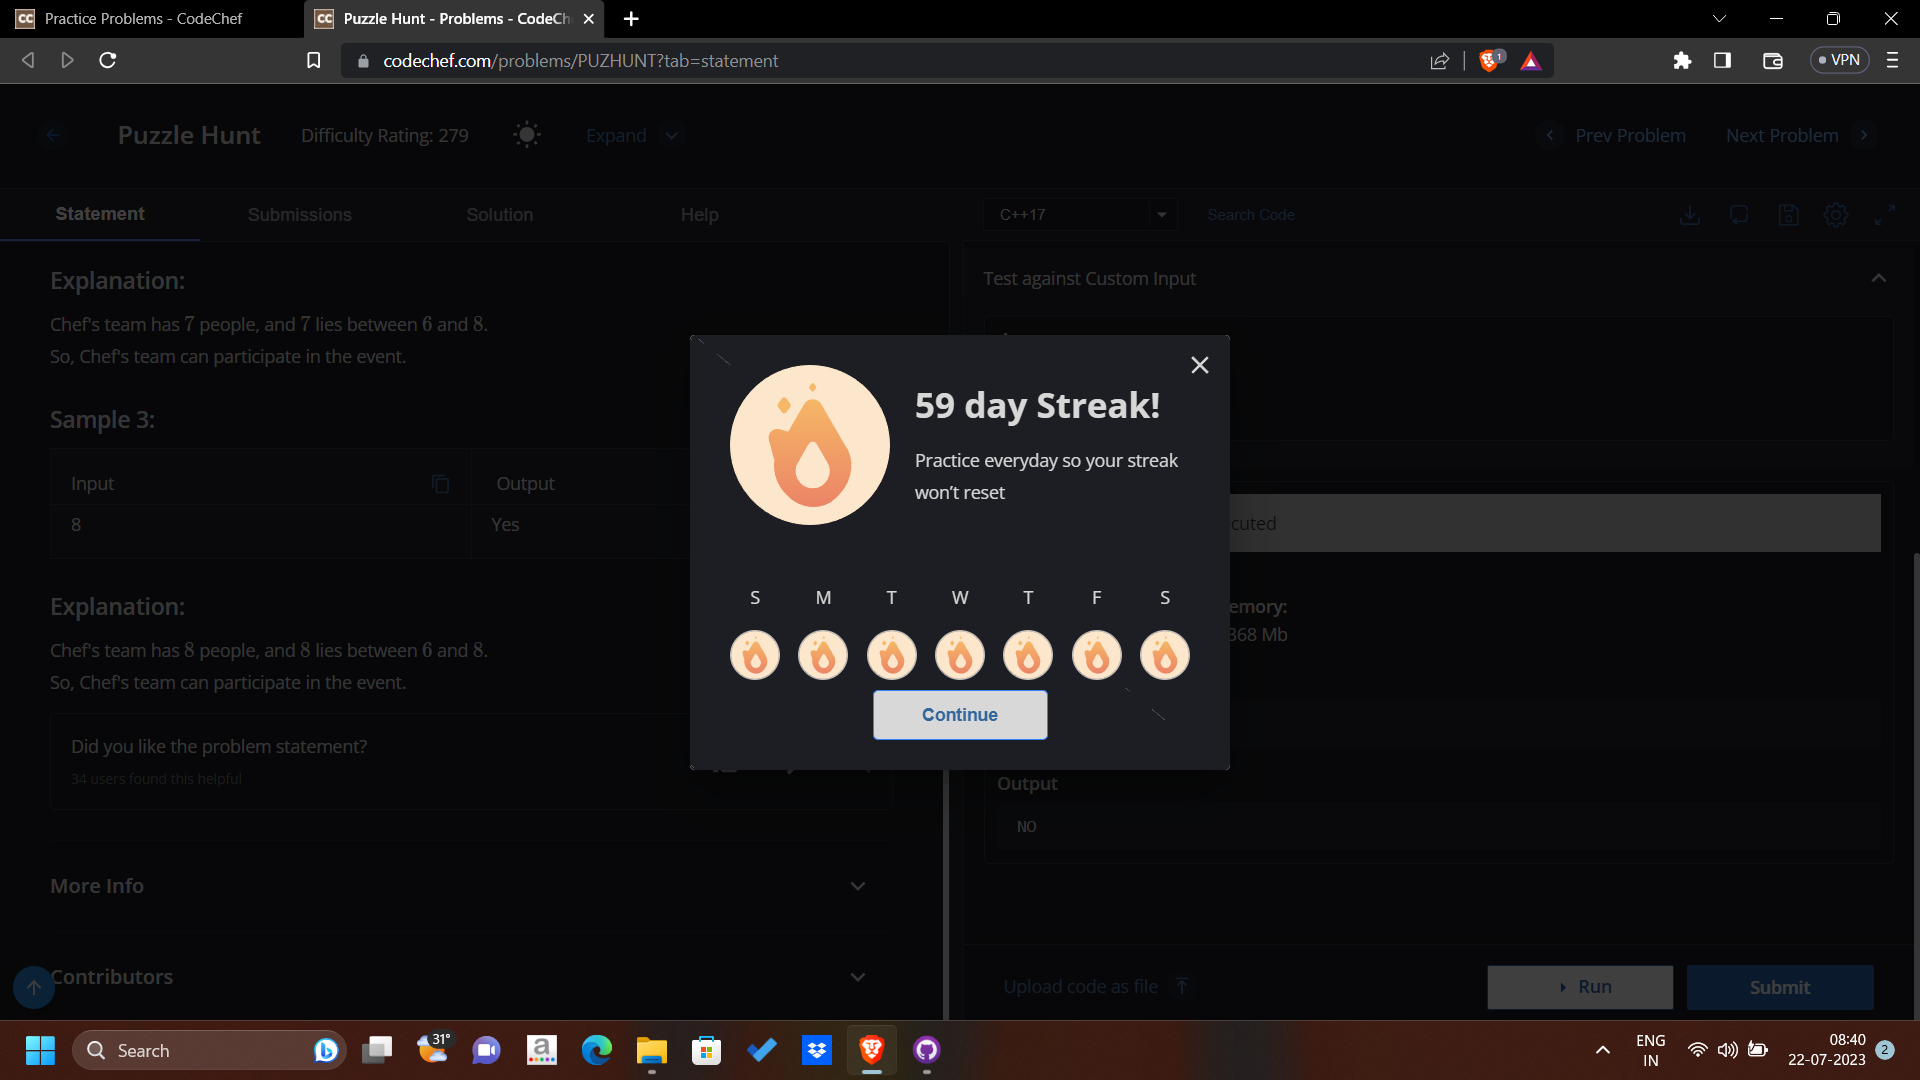 Practice Problems - CodeChef
Puzzle Hunt - Problems - CodeCh
codechef.com/problems/PUZHUNT?tab=statement
1
VPN
Puzzle Hunt
Difficulty Rating: 279
Expand
Prev Problem
Next Problem
Statement
Submissions
Solution
Help
C++17
Search Code
Explanation:
Chef's team has 7 people, and 7 lies between 6 and 8.
So, Chef's team can participate in the event.
Sample 3:
Input
Output
8
Yes
Explanation:
Chef's team has 8 people, and 8 lies between 6 and 8.
So, Chef's team can participate in the event.
Did you like the problem statement?
34 users found this helpful
More Info
Contributors
Test against Custom Input
cuted
emory:
368 Mb
Output
NO
Upload code as file
Run
Submit
59 day Streak!
Practice everyday so your streak
won't reset
S M T W T F S
Continue
Search
31°
ENG
IN
08:40
22-07-2023
2